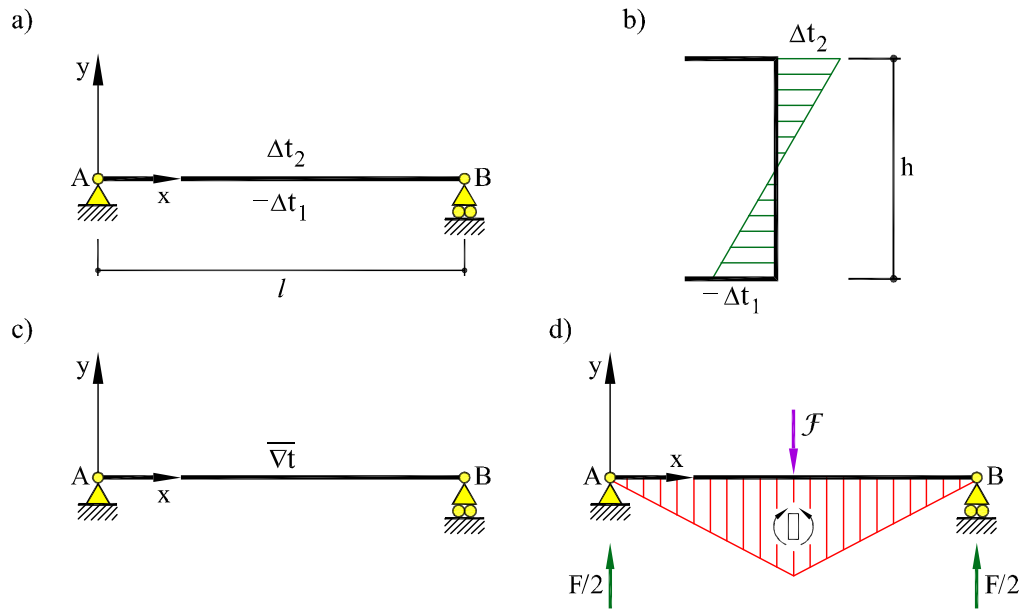 a)
y
A
x
Δt₂
−Δt₁
B
l
b)
Δt₂
h
−Δt₁
c)
y
A
x
∇t̅
B
d)
y
ℱ
A
x
B
F/2
F/2